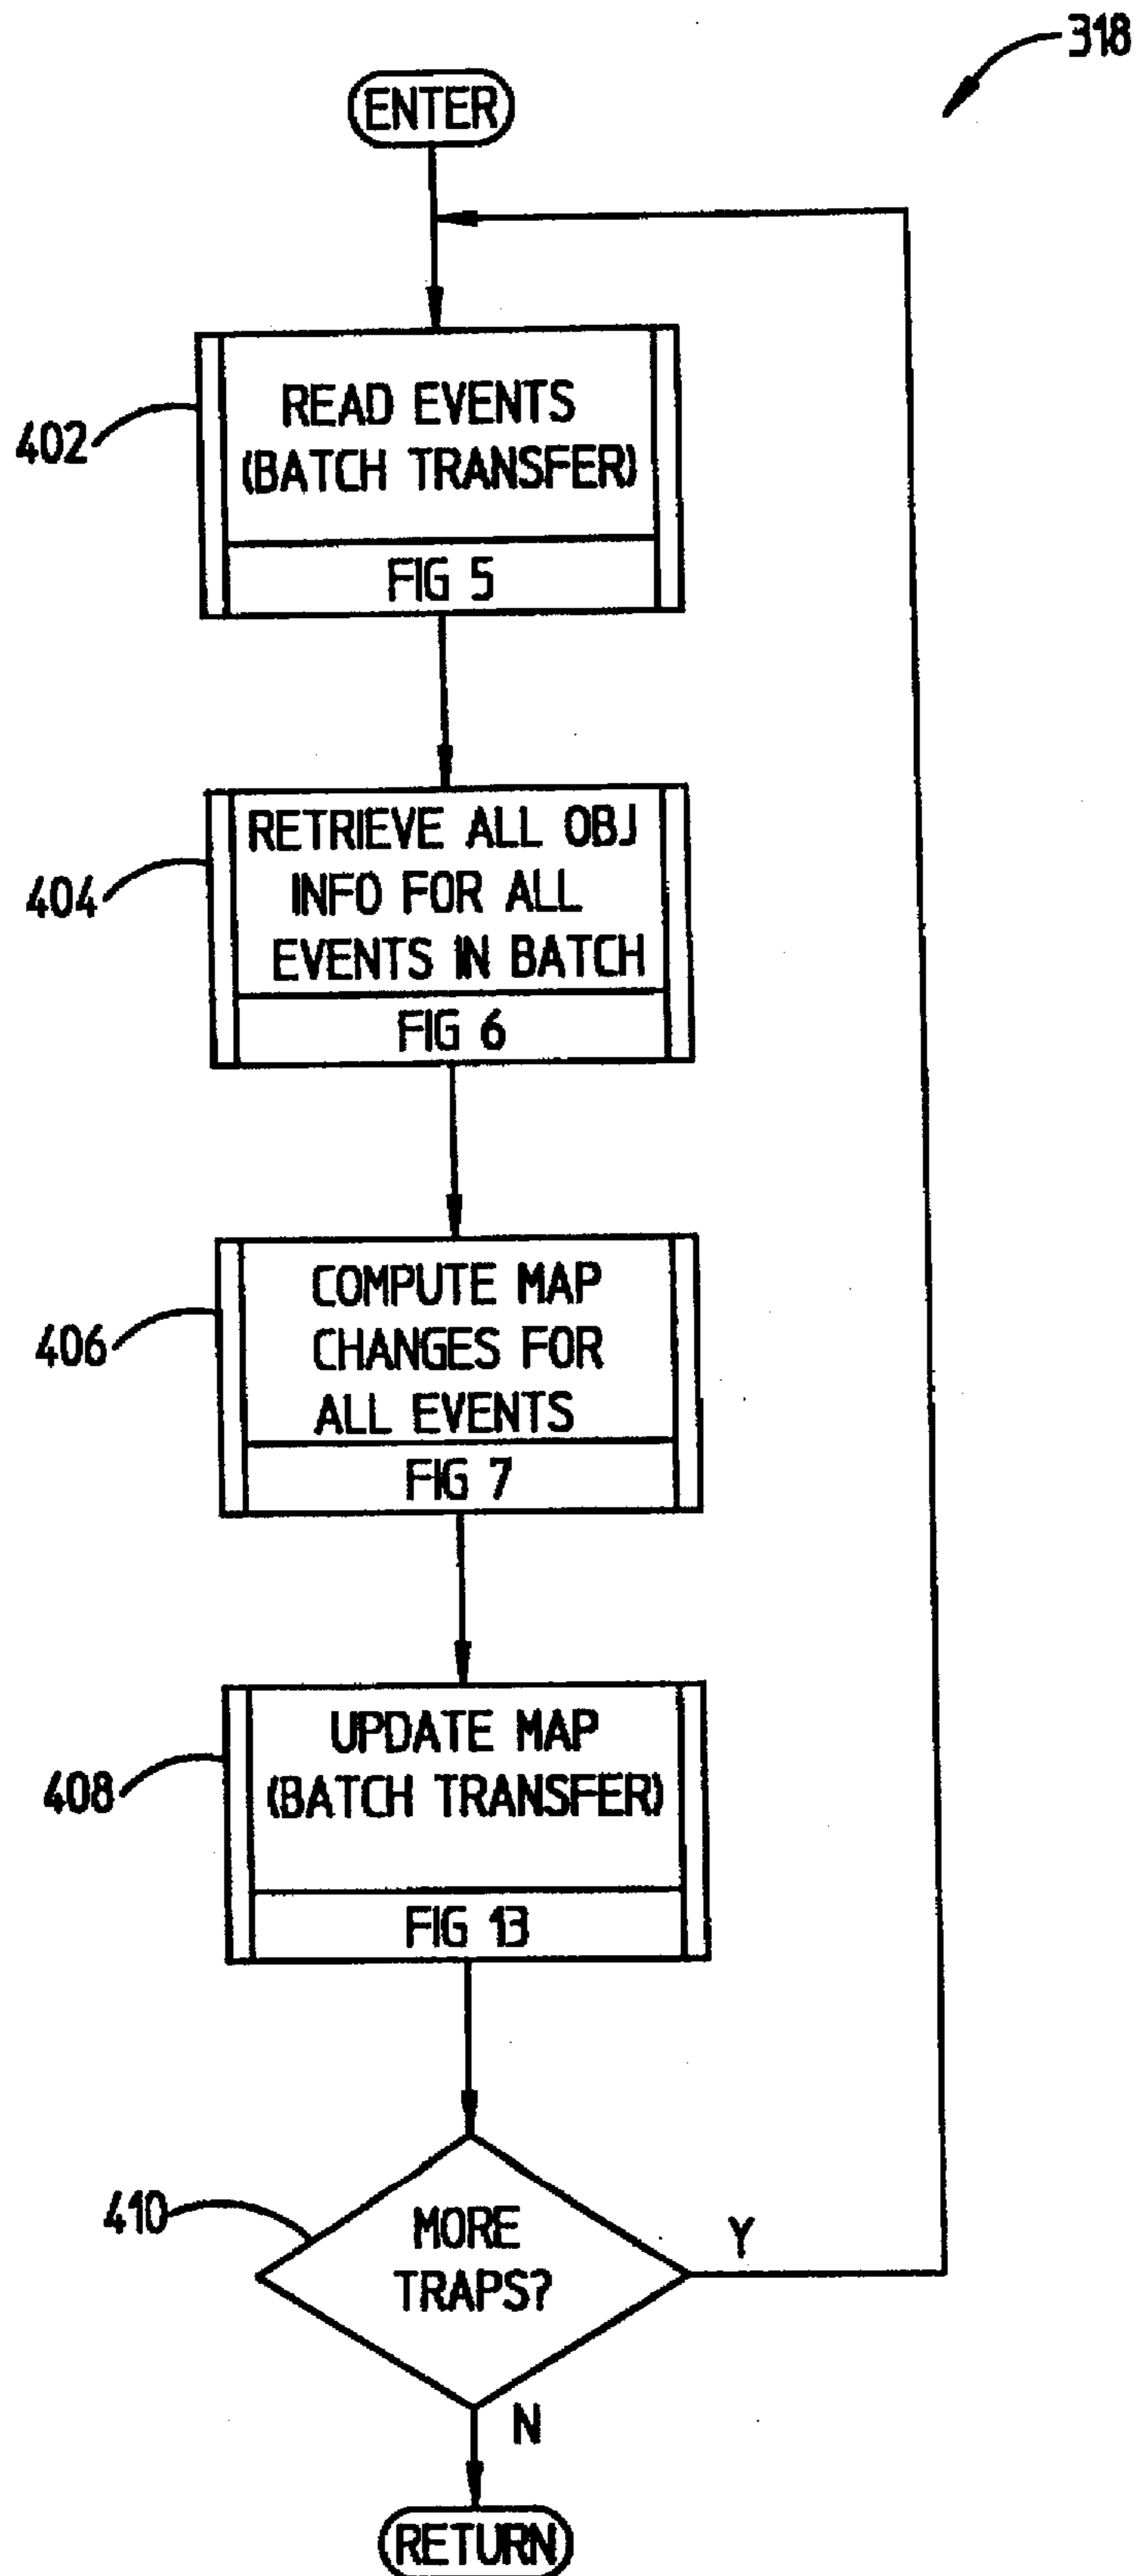 318
ENTER
READ EVENTS
(BATCH TRANSFER)
402
FIG 5
RETRIEVE ALL OBJ
INFO FOR ALL
404
EVENTS IN BATCH
FIG 6
COMPUTE MAP
CHANGES FOR
406
ALL EVENTS
FIG 7
UPDATE MAP
(BATCH TRANSFER)
408
FIG 13
410
MORE
Y
TRAPS?
N
RETURN